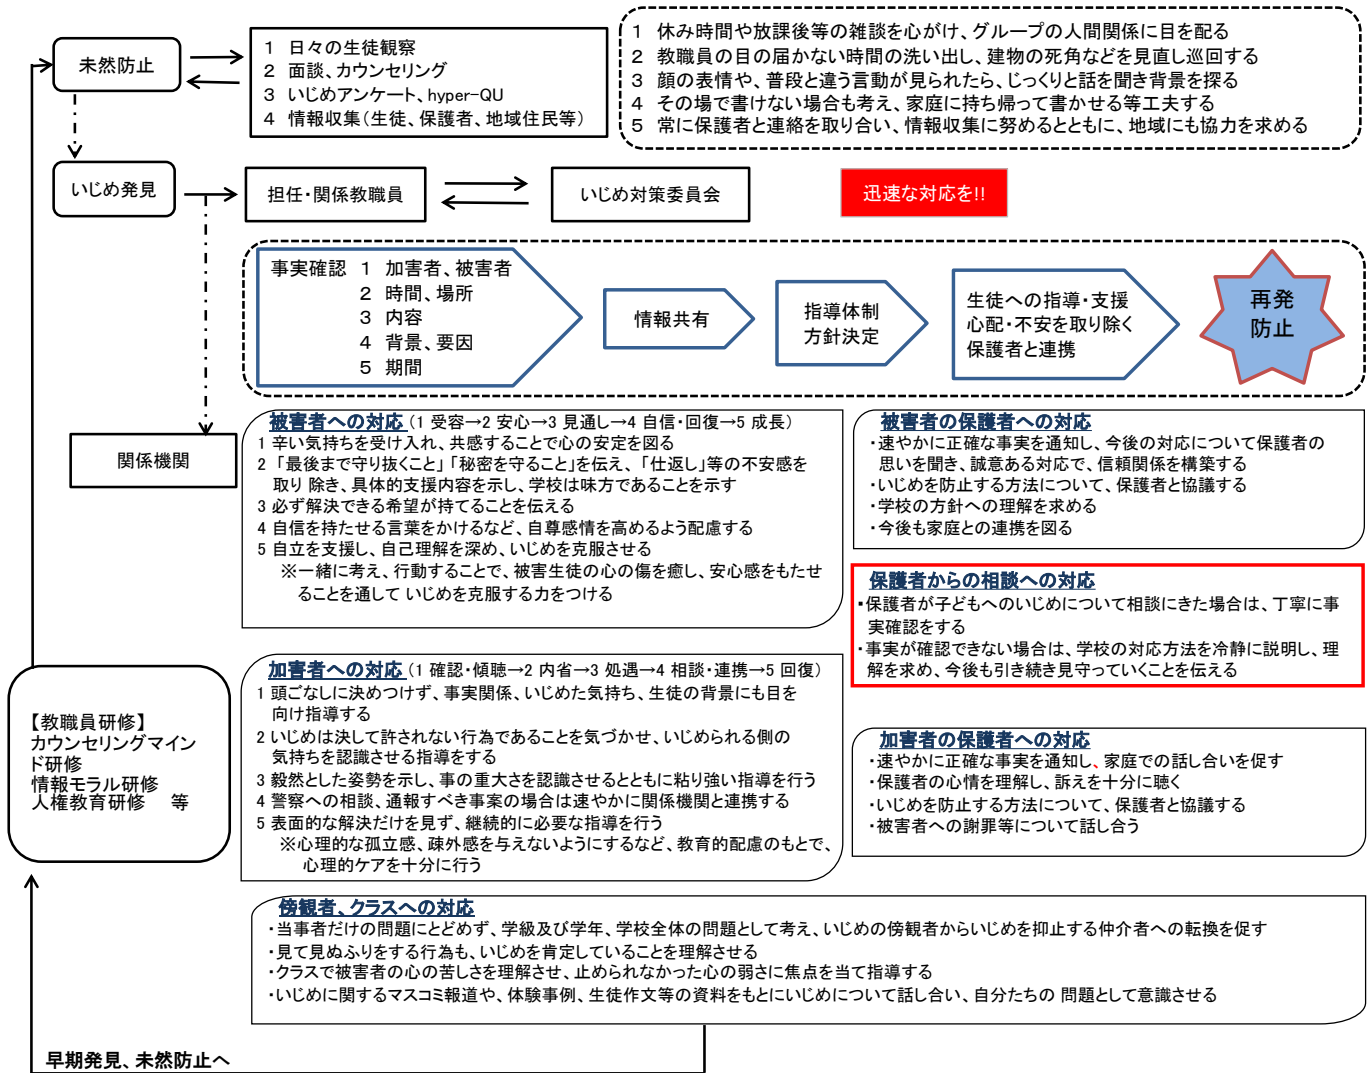 未然防止
1 日々の生徒観察
2 面談、カウンセリング
3 いじめアンケート、hyper-QU
4 情報収集(生徒、保護者、地域住民等)
1 休み時間や放課後等の雑談を心がけ、グループの人間関係に目を配る
2 教職員の目の届かない時間の洗い出し、建物の死角などを見直し巡回する
3 顔の表情や、普段と違う言動が見られたら、じっくりと話を聞き背景を探る
4 その場で書けない場合も考え、家庭に持ち帰って書かせる等工夫する
5 常に保護者と連絡を取り合い、情報収集に努めるとともに、地域にも協力を求める
いじめ発見
担任・関係教職員
いじめ対策委員会
迅速な対応を!!
事実確認 1 加害者、被害者
2 時間、場所
3 内容
4 背景、要因
5 期間
情報共有
指導体制
方針決定
生徒への指導・支援
心配・不安を取り除く
保護者と連携
再発
防止
関係機関
被害者への対応(1 受容→2 安心→3 見通し→4 自信・回復→5 成長)
1 辛い気持ちを受け入れ、共感することで心の安定を図る
2 「最後まで守り抜くこと」「秘密を守ること」を伝え、「仕返し」等の不安感を
取り 除き、具体的支援内容を示し、学校は味方であることを示す
3 必ず解決できる希望が持てることを伝える
4 自信を持たせる言葉をかけるなど、自尊感情を高めるよう配慮する
5 自立を支援し、自己理解を深め、いじめを克服させる
※一緒に考え、行動することで、被害生徒の心の傷を癒し、安心感をもたせ
ることを通して いじめを克服する力をつける
被害者の保護者への対応
・速やかに正確な事実を通知し、今後の対応について保護者の
思いを聞き、誠意ある対応で、信頼関係を構築する
・いじめを防止する方法について、保護者と協議する
・学校の方針への理解を求める
・今後も家庭との連携を図る
保護者からの相談への対応
・保護者が子どもへのいじめについて相談にきた場合は、丁寧に事
実確認をする
・事実が確認できない場合は、学校の対応方法を冷静に説明し、理
解を求め、今後も引き続き見守っていくことを伝える
【教職員研修】
カウンセリングマイン
ド研修
情報モラル研修
人権教育研修 等
加害者への対応(1 確認・傾聴→2 内省→3 処遇→4 相談・連携→5 回復)
1 頭ごなしに決めつけず、事実関係、いじめた気持ち、生徒の背景にも目を
向け指導する
2 いじめは決して許されない行為であることを気づかせ、いじめられる側の
気持ちを認識させる指導をする
3 毅然とした姿勢を示し、事の重大さを認識させるとともに粘り強い指導を行う
4 警察への相談、通報すべき事案の場合は速やかに関係機関と連携する
5 表面的な解決だけを見ず、継続的に必要な指導を行う
※心理的な孤立感、疎外感を与えないようにするなど、教育的配慮のもとで、
心理的ケアを十分に行う
加害者の保護者への対応
・速やかに正確な事実を通知し、家庭での話し合いを促す
・保護者の心情を理解し、訴えを十分に聴く
・いじめを防止する方法について、保護者と協議する
・被害者への謝罪等について話し合う
傍観者、クラスへの対応
・当事者だけの問題にとどめず、学級及び学年、学校全体の問題として考え、いじめの傍観者からいじめを抑止する仲介者への転換を促す
・見て見ぬふりをする行為も、いじめを肯定していることを理解させる
・クラスで被害者の心の苦しさを理解させ、止められなかった心の弱さに焦点を当て指導する
・いじめに関するマスコミ報道や、体験事例、生徒作文等の資料をもとにいじめについて話し合い、自分たちの 問題として意識させる
早期発見、未然防止へ